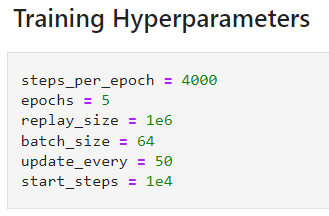 Training Hyperparameters
steps_per_epoch = 4000
epochs = 5
replay_size = 1e6
batch_size = 64
update_every = 50
start_steps = 1e4